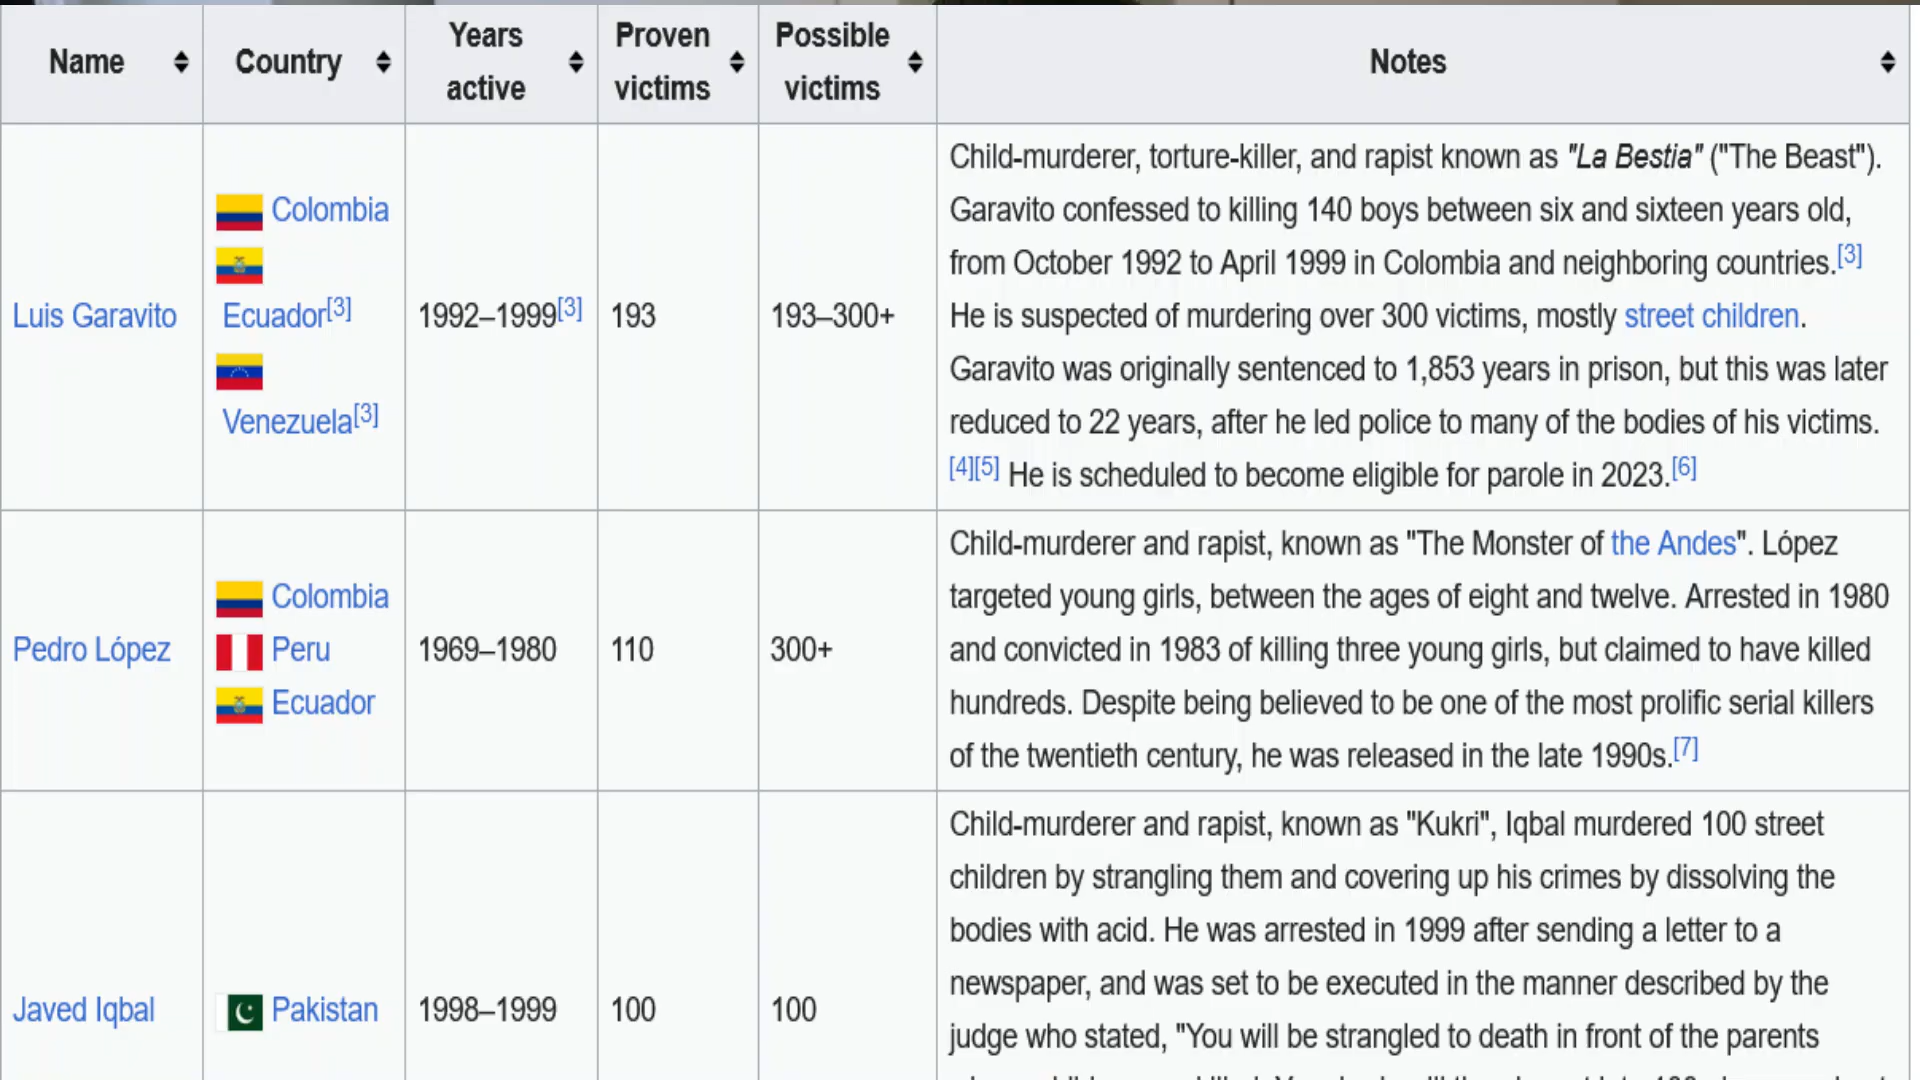 Name
Country
Years
active
Proven
victims
Possible
victims
Notes
Luis Garavito
Colombia
Ecuador[3]
Venezuela[3]
1992–1999[3]
193
193–300+
Child-murderer, torture-killer, and rapist known as "La Bestia" ("The Beast").
Garavito confessed to killing 140 boys between six and sixteen years old,
from October 1992 to April 1999 in Colombia and neighboring countries.[3]
He is suspected of murdering over 300 victims, mostly street children.
Garavito was originally sentenced to 1,853 years in prison, but this was later
reduced to 22 years, after he led police to many of the bodies of his victims.
[4][5] He is scheduled to become eligible for parole in 2023.[6]
Pedro López
Colombia
Peru
Ecuador
1969–1980
110
300+
Child-murderer and rapist, known as "The Monster of the Andes". López
targeted young girls, between the ages of eight and twelve. Arrested in 1980
and convicted in 1983 of killing three young girls, but claimed to have killed
hundreds. Despite being believed to be one of the most prolific serial killers
of the twentieth century, he was released in the late 1990s.[7]
Javed Iqbal
Pakistan
1998–1999
100
100
Child-murderer and rapist, known as "Kukri", Iqbal murdered 100 street
children by strangling them and covering up his crimes by dissolving the
bodies with acid. He was arrested in 1999 after sending a letter to a
newspaper, and was set to be executed in the manner described by the
judge who stated, "You will be strangled to death in front of the parents